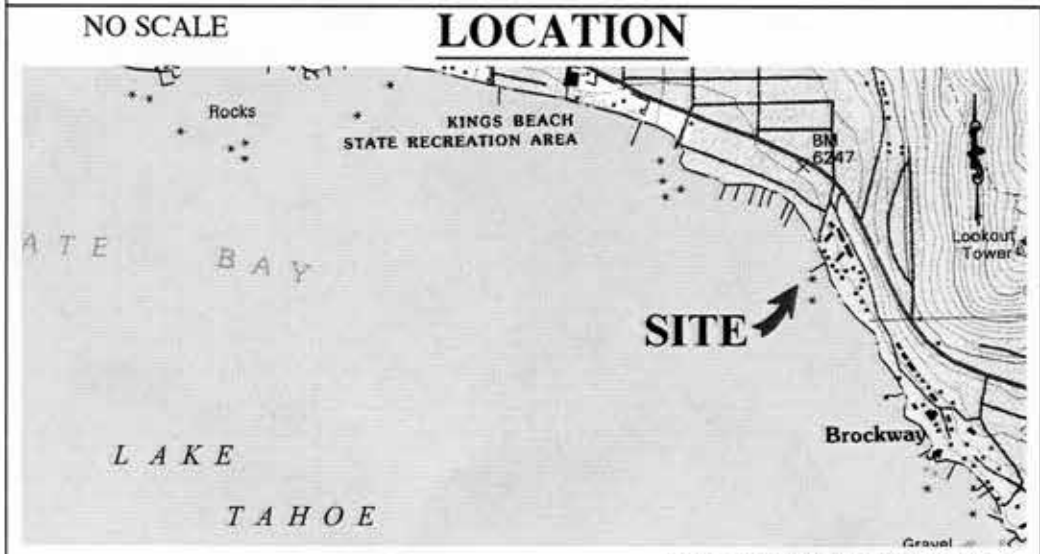 NO SCALE
LOCATION
Rocks
KINGS BEACH
STATE RECREATION AREA
BM
6247
Lookout
Tower
ATE BAY
SITE
Brockway
LAKE
TAHOE
Gravel